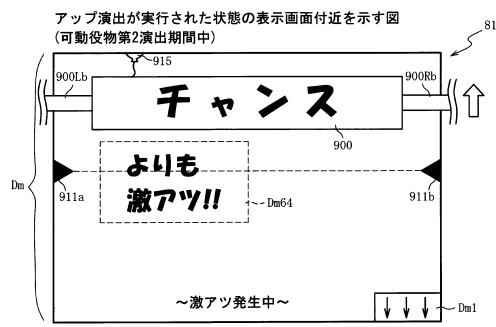 アップ演出が実行された状態の表示画面付近を示す図
(可動役物第2演出期間中)
81
915
900Lb
900Rb
チャンス
900
よりも
激アツ!!
Dm
911a
911b
Dm64
～激アツ発生中～
Dm1